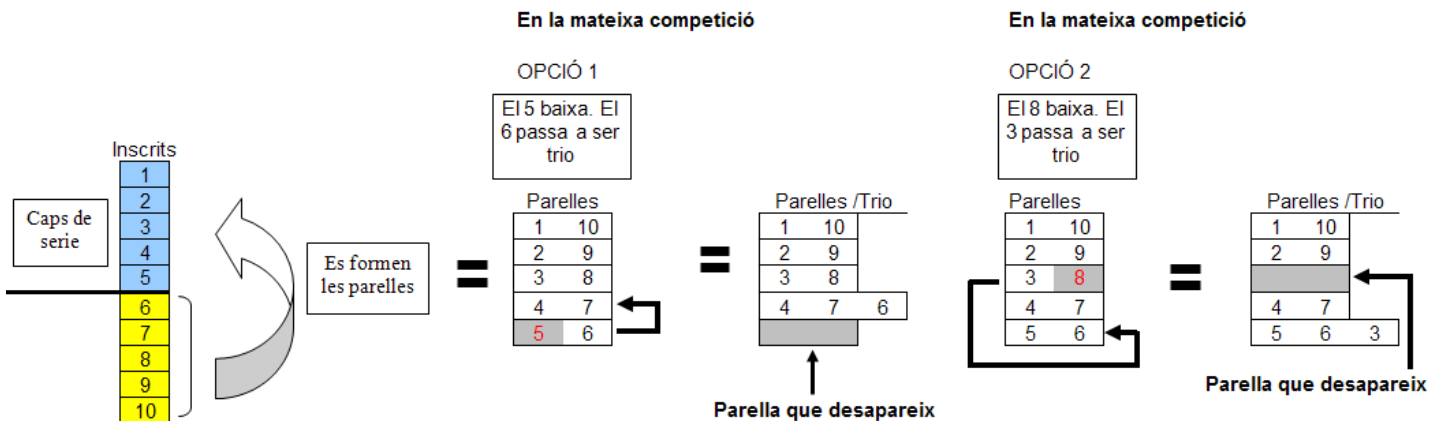 En la mateixa competició
En la mateixa competició
OPCIÓ 1
OPCIÓ 2
El 5 baixa. El
6 passa a ser
trio
El 8 baixa. El
3 passa a ser
trio
Inscrits
1
2
3
4
5
6
7
8
9
10
Caps de
serie
Es formen
les parelles
=
Parelles
1 10
2 9
3 8
4 7
5 6
=
Parelles /Trio
1 10
2 9
3 8
4 7 6
Parella que desapareix
Parelles
1 10
2 9
3 8
4 7
5 6
=
Parelles /Trio
1 10
2 9
4 7
5 6 3
Parella que desapareix